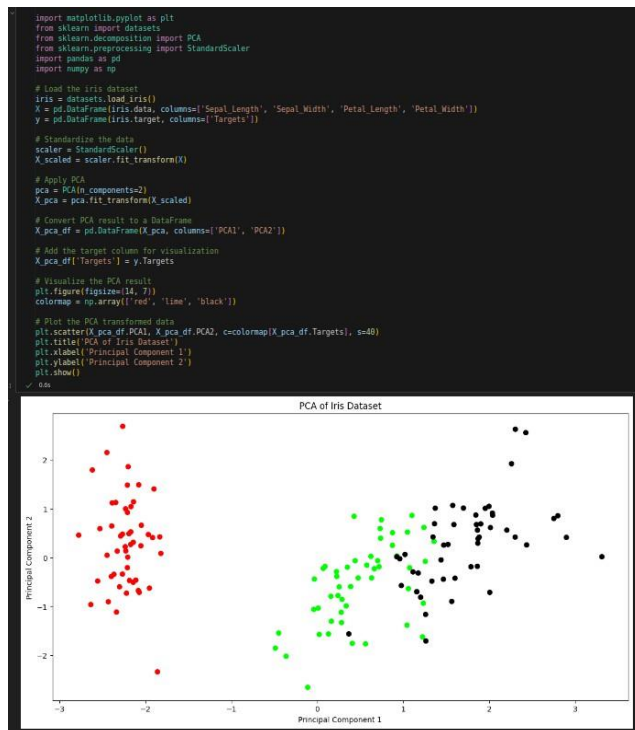 import matplotlib.pyplot as plt
from sklearn import datasets
from sklearn.decomposition import PCA
from sklearn.preprocessing import StandardScaler
import pandas as pd
import numpy as np
# Load the iris dataset
iris = datasets.load_iris()
X = pd.DataFrame(iris.data, columns=['Sepal_Length', 'Sepal_Width', 'Petal_Length', 'Petal_Width'])
y = pd.DataFrame(iris.target, columns=['Targets'])
# Standardize the data
scaler = StandardScaler()
X_scaled = scaler.fit_transform(X)
# Apply PCA
pca = PCA(n_components=2)
X_pca = pca.fit_transform(X_scaled)
# Convert PCA result to a DataFrame
X_pca_df = pd.DataFrame(X_pca, columns=['PCA1', 'PCA2'])
# Add the target column for visualization
X_pca_df['Targets'] = y.Targets
# Visualize the PCA result
plt.figure(figsize=(14, 7))
colormap = np.array(['red', 'lime', 'black'])
# Plot the PCA transformed data
plt.scatter(X_pca_df.PCA1, X_pca_df.PCA2, c=colormap[X_pca_df.Targets], s=40)
plt.title('PCA of Iris Dataset')
plt.xlabel('Principal Component 1')
plt.ylabel('Principal Component 2')
plt.show()
✓ 0.6s
PCA of Iris Dataset
Principal Component 2
2
1
0
−1
−2
−3 −2 −1 0 1 2 3
Principal Component 1